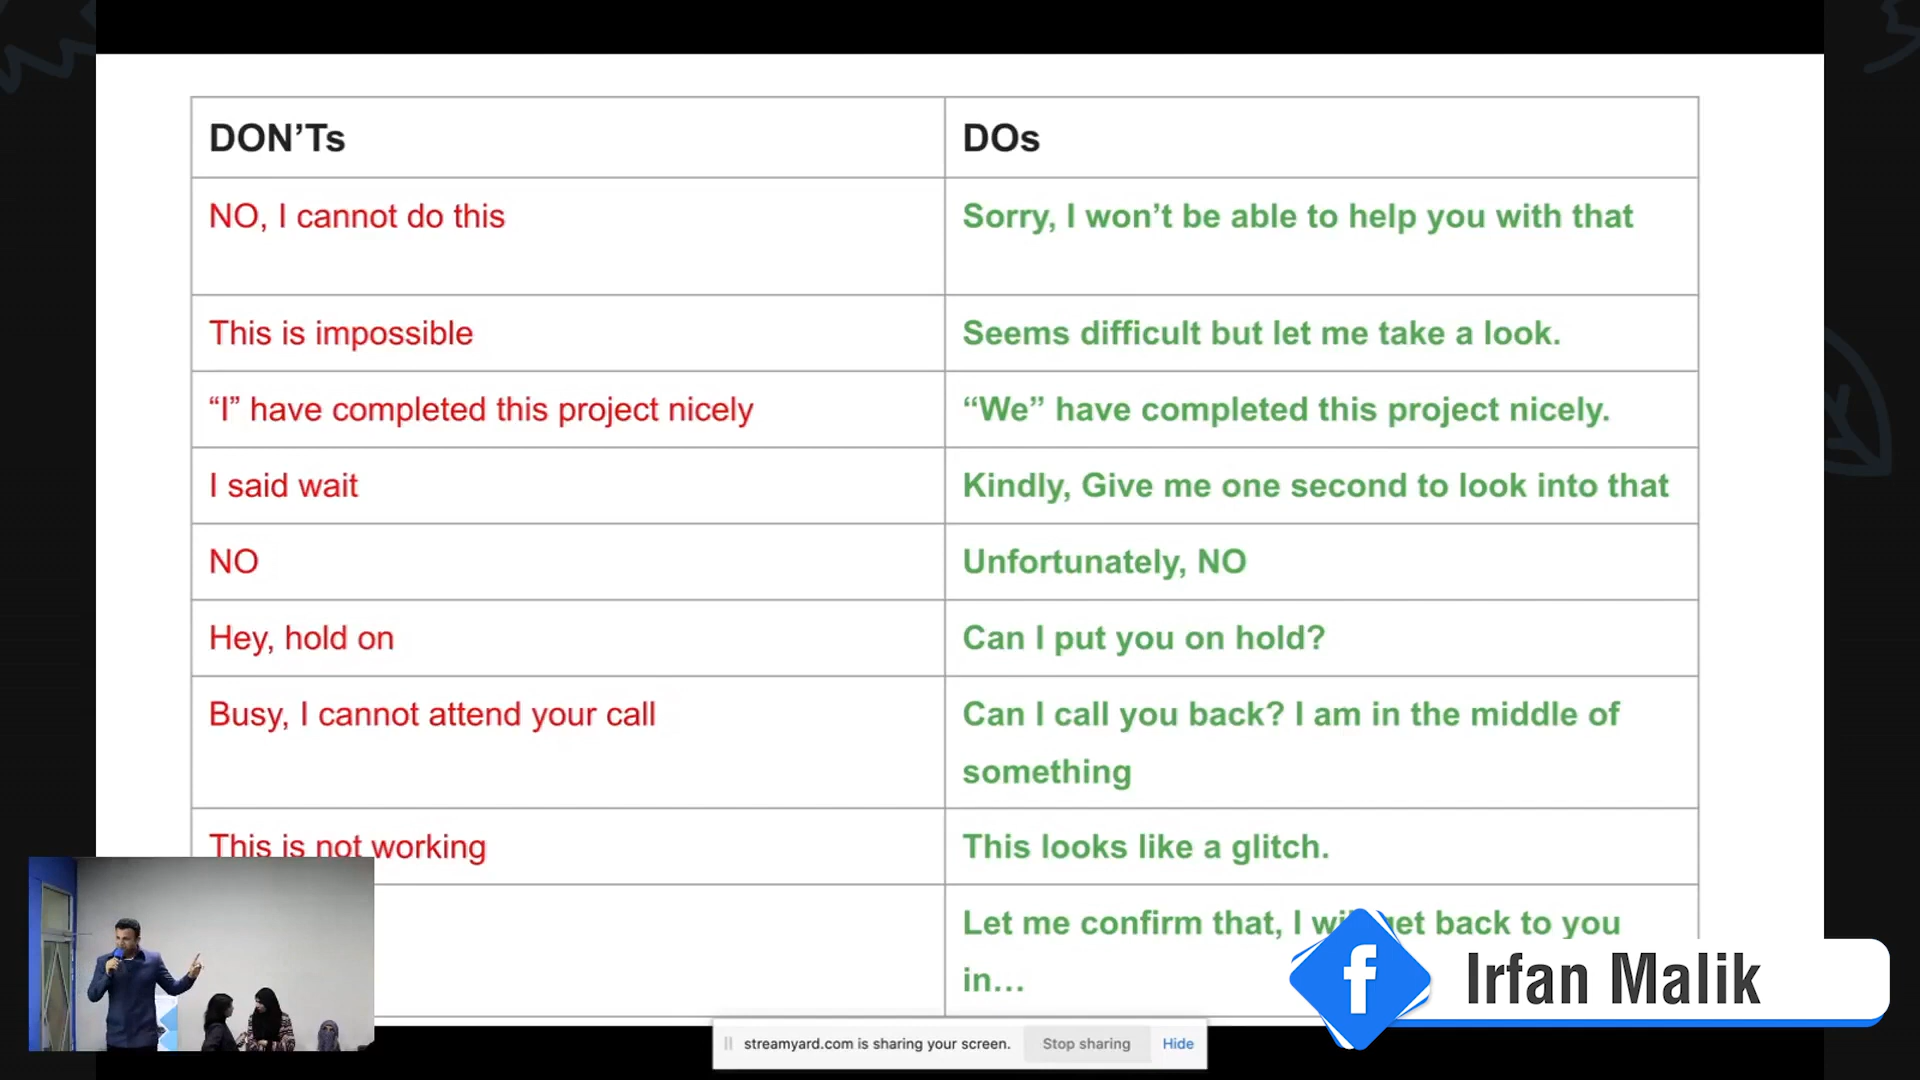 DON'Ts
DOs
NO, I cannot do this
Sorry, I won't be able to help you with that
This is impossible
Seems difficult but let me take a look.
“I” have completed this project nicely
“We” have completed this project nicely.
I said wait
Kindly, Give me one second to look into that
NO
Unfortunately, NO
Hey, hold on
Can I put you on hold?
Busy, I cannot attend your call
Can I call you back? I am in the middle of
something
This is not working
This looks like a glitch.
Let me confirm that, I will get back to you
in...
f Irfan Malik
streamyard.com is sharing your screen. Stop sharing Hide